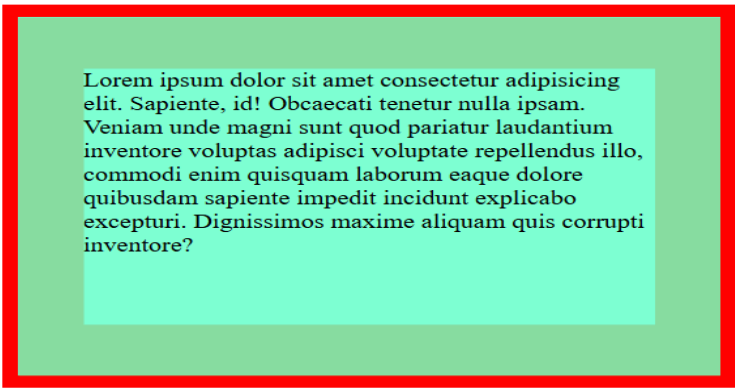 Lorem ipsum dolor sit amet consectetur adipisicing
elit. Sapiente, id! Obcaecati tenetur nulla ipsam.
Veniam unde magni sunt quod pariatur laudantium
inventore voluptas adipisci voluptate repellendus illo,
commodi enim quisquam laborum eaque dolore
quibusdam sapiente impedit incidunt explicabo
excepturi. Dignissimos maxime aliquam quis corrupti
inventore?